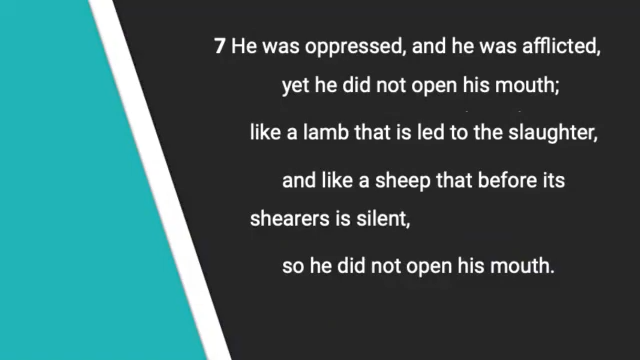 7 He was oppressed, and he was afflicted,
yet he did not open his mouth;
like a lamb that is led to the slaughter,
and like a sheep that before its
shearers is silent,
so he did not open his mouth.